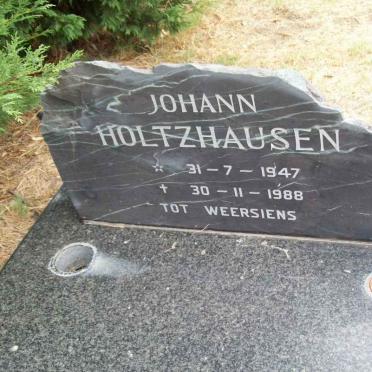 JOHANN
HOLTZHAUSEN
☆ 31-7-1947
✝ 30-11-1988
TOT WEERSIENS